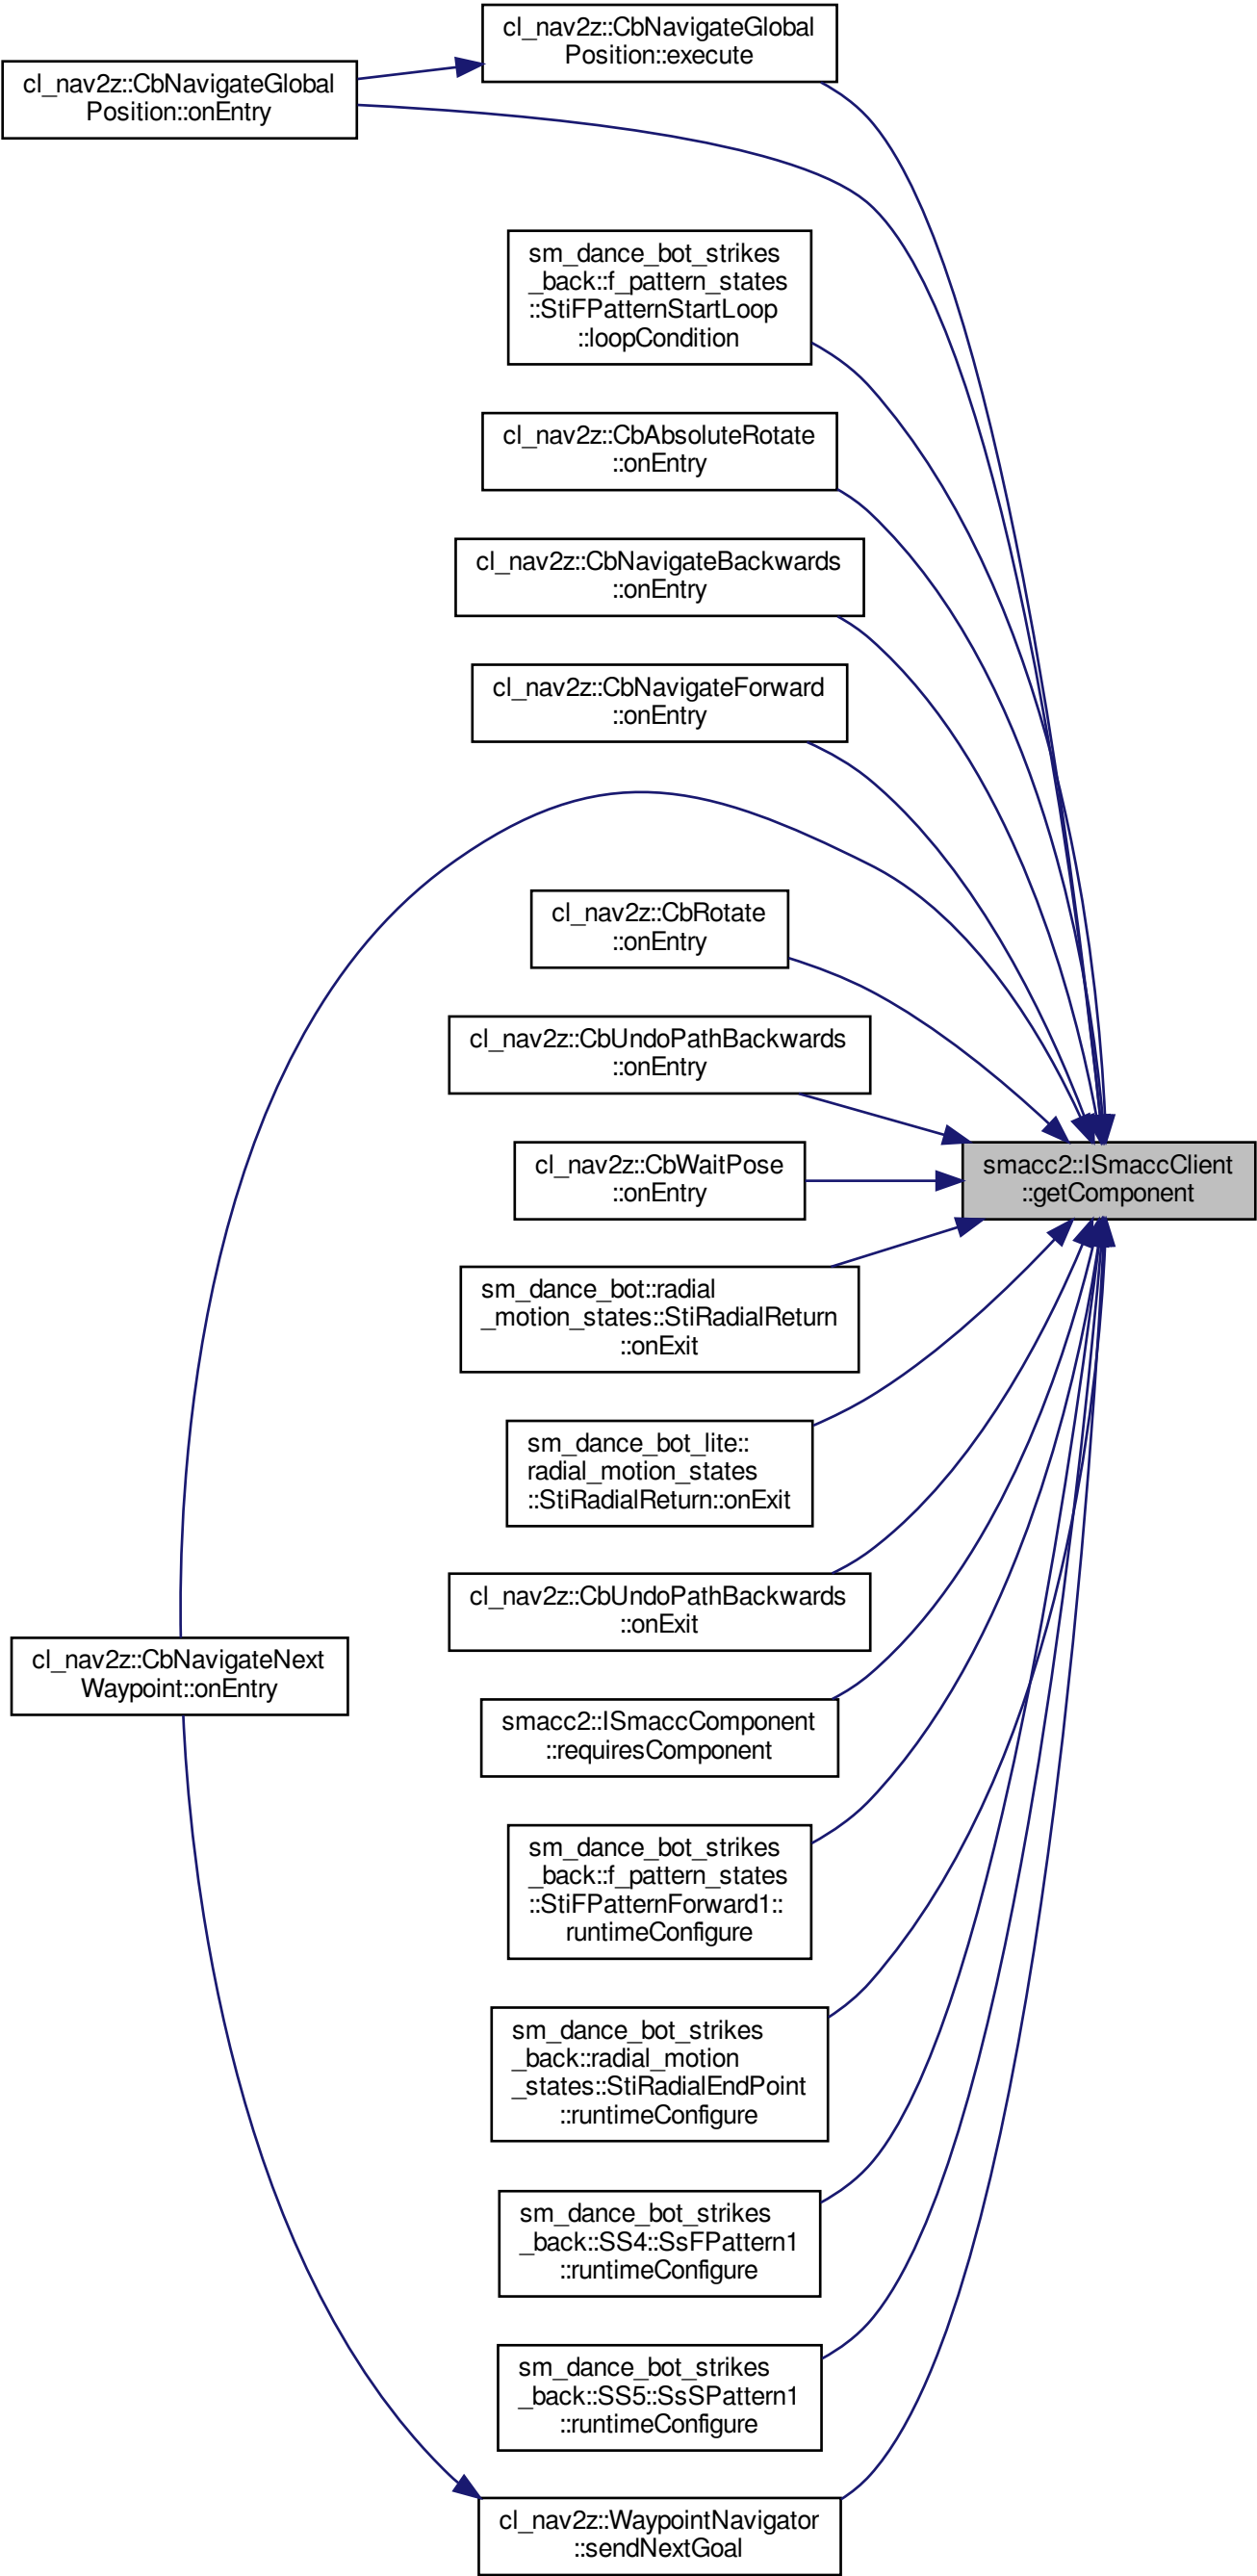 cl_nav2z::CbNavigateGlobal
Position::execute
cl_nav2z::CbNavigateGlobal
Position::onEntry
sm_dance_bot_strikes
_back::f_pattern_states
::StiFPatternStartLoop
::loopCondition
cl_nav2z::CbAbsoluteRotate
::onEntry
cl_nav2z::CbNavigateBackwards
::onEntry
cl_nav2z::CbNavigateForward
::onEntry
cl_nav2z::CbRotate
::onEntry
cl_nav2z::CbUndoPathBackwards
::onEntry
cl_nav2z::CbWaitPose
::onEntry
smacc2::ISmaccClient
::getComponent
sm_dance_bot::radial
_motion_states::StiRadialReturn
::onExit
sm_dance_bot_lite::
radial_motion_states
::StiRadialReturn::onExit
cl_nav2z::CbUndoPathBackwards
::onExit
cl_nav2z::CbNavigateNext
Waypoint::onEntry
smacc2::ISmaccComponent
::requiresComponent
sm_dance_bot_strikes
_back::f_pattern_states
::StiFPatternForward1::
runtimeConfigure
sm_dance_bot_strikes
_back::radial_motion
_states::StiRadialEndPoint
::runtimeConfigure
sm_dance_bot_strikes
_back::SS4::SsFPattern1
::runtimeConfigure
sm_dance_bot_strikes
_back::SS5::SsSPattern1
::runtimeConfigure
cl_nav2z::WaypointNavigator
::sendNextGoal